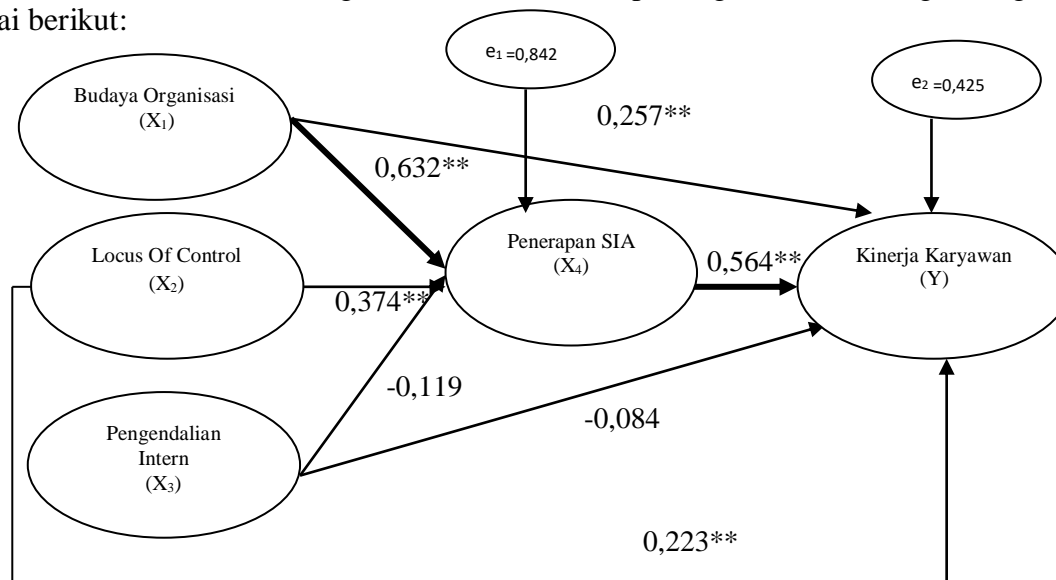 ai berikut:
e1 =0,842
e2 =0,425
Budaya Organisasi
(X1)
0,257**
0,632**
Locus Of Control
(X2)
Penerapan SIA
(X4)
Kinerja Karyawan
(Y)
0,564**
0,374**
-0,119
-0,084
Pengendalian
Intern
(X3)
0,223**